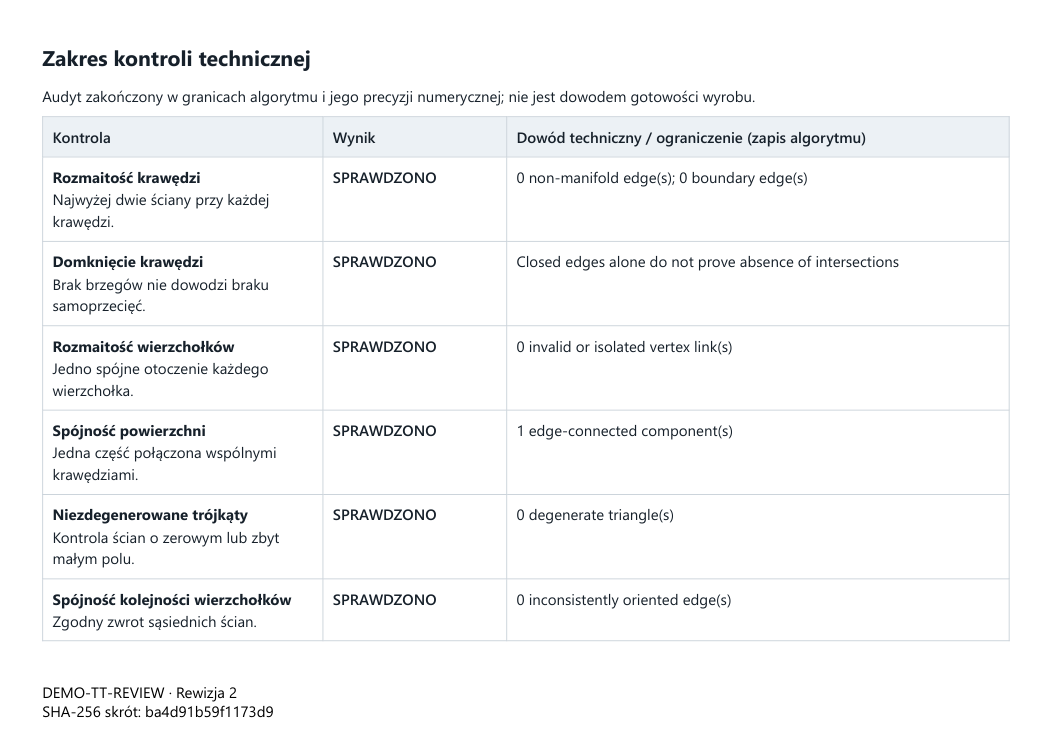 Zakres kontroli technicznej
Audyt zakończony w granicach algorytmu i jego precyzji numerycznej; nie jest dowodem gotowości wyrobu.
Kontrola Wynik Dowód techniczny / ograniczenie (zapis algorytmu)
Rozmaitość krawędzi SPRAWDZONO 0 non-manifold edge(s); 0 boundary edge(s)
Najwyżej dwie ściany przy każdej
krawędzi.
Domknięcie krawędzi SPRAWDZONO Closed edges alone do not prove absence of intersections
Brak brzegów nie dowodzi braku
samoprzecięć.
Rozmaitość wierzchołków SPRAWDZONO 0 invalid or isolated vertex link(s)
Jedno spójne otoczenie każdego
wierzchołka.
Spójność powierzchni SPRAWDZONO 1 edge-connected component(s)
Jedna część połączona wspólnymi
krawędziami.
Niezdegenerowane trójkąty SPRAWDZONO 0 degenerate triangle(s)
Kontrola ścian o zerowym lub zbyt
małym polu.
Spójność kolejności wierzchołków SPRAWDZONO 0 inconsistently oriented edge(s)
Zgodny zwrot sąsiednich ścian.
DEMO-TT-REVIEW · Rewizja 2
SHA-256 skrót: ba4d91b59f1173d9